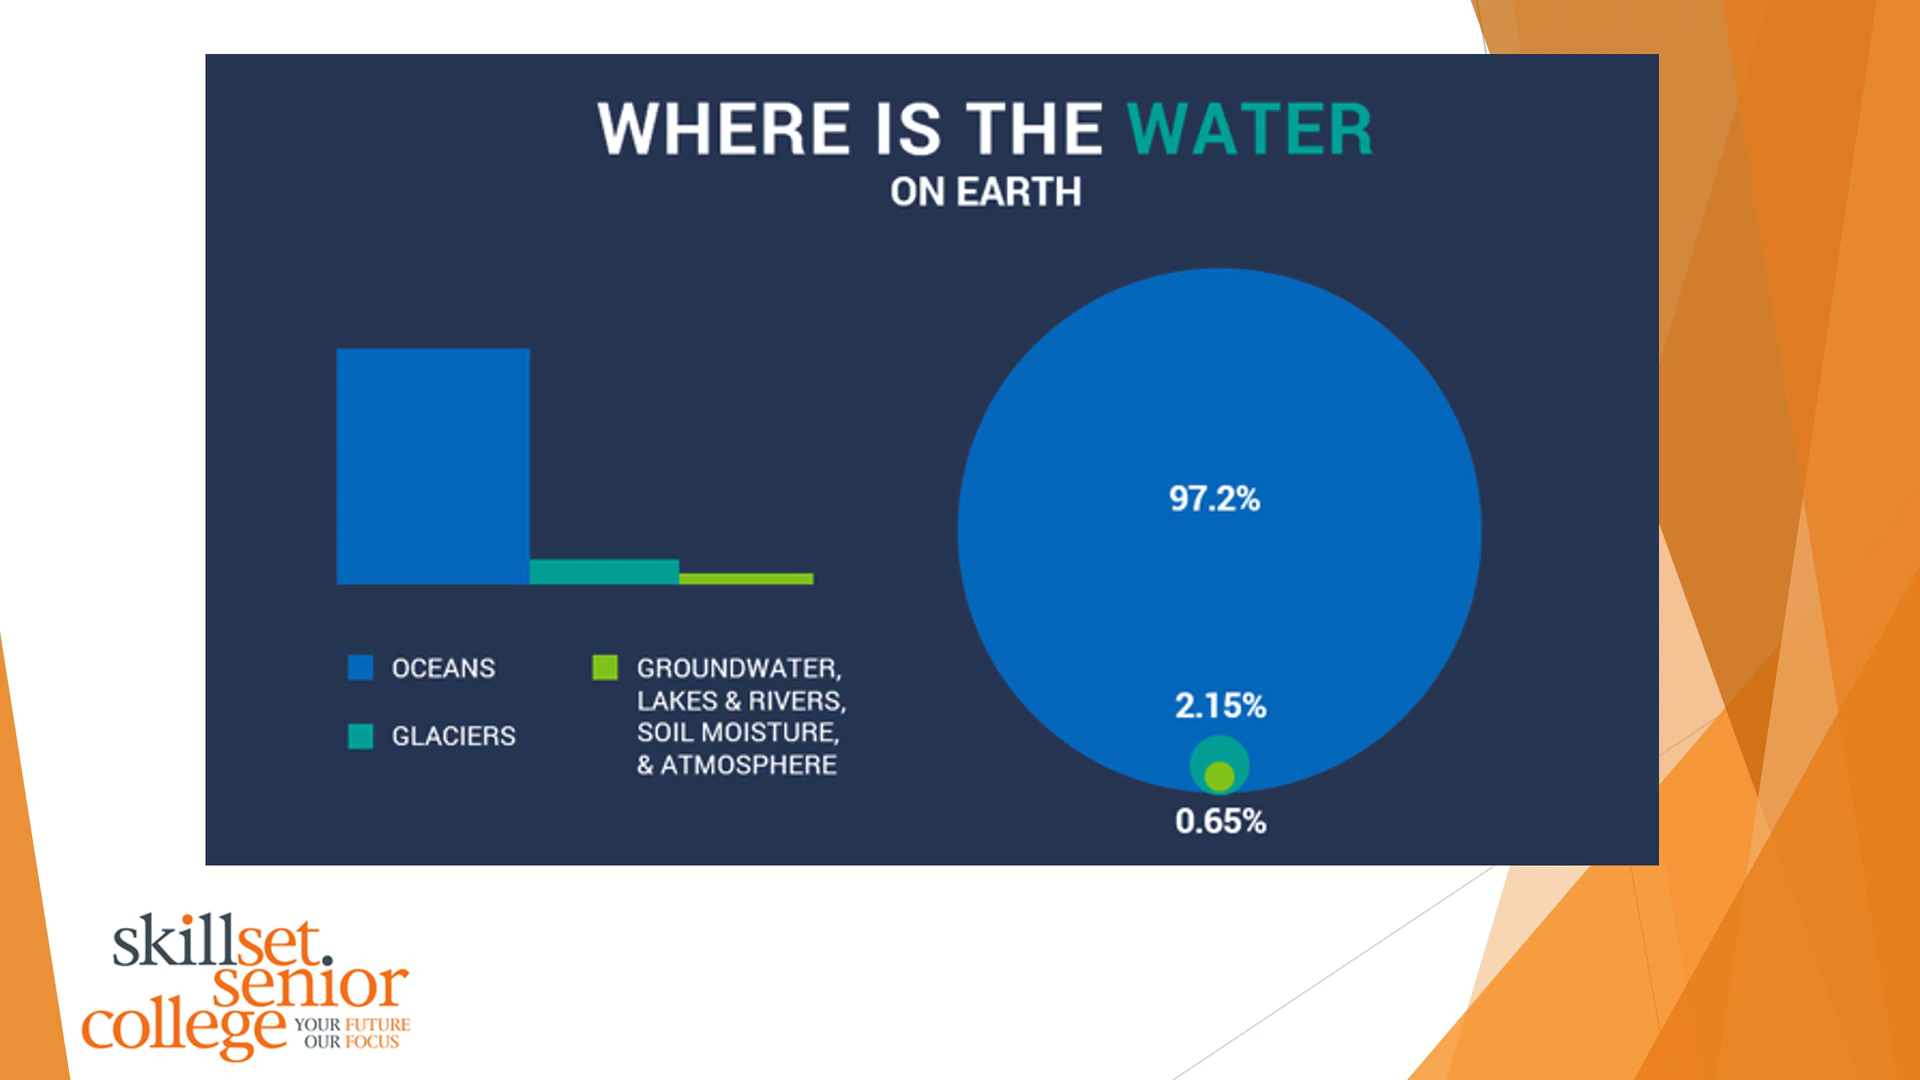 WHERE IS THE WATER
ON EARTH
97.2%
2.15%
0.65%
OCEANS
GLACIERS
GROUNDWATER,
LAKES & RIVERS,
SOIL MOISTURE,
& ATMOSPHERE
skillset.
senior
college
YOUR FUTURE
OUR FOCUS